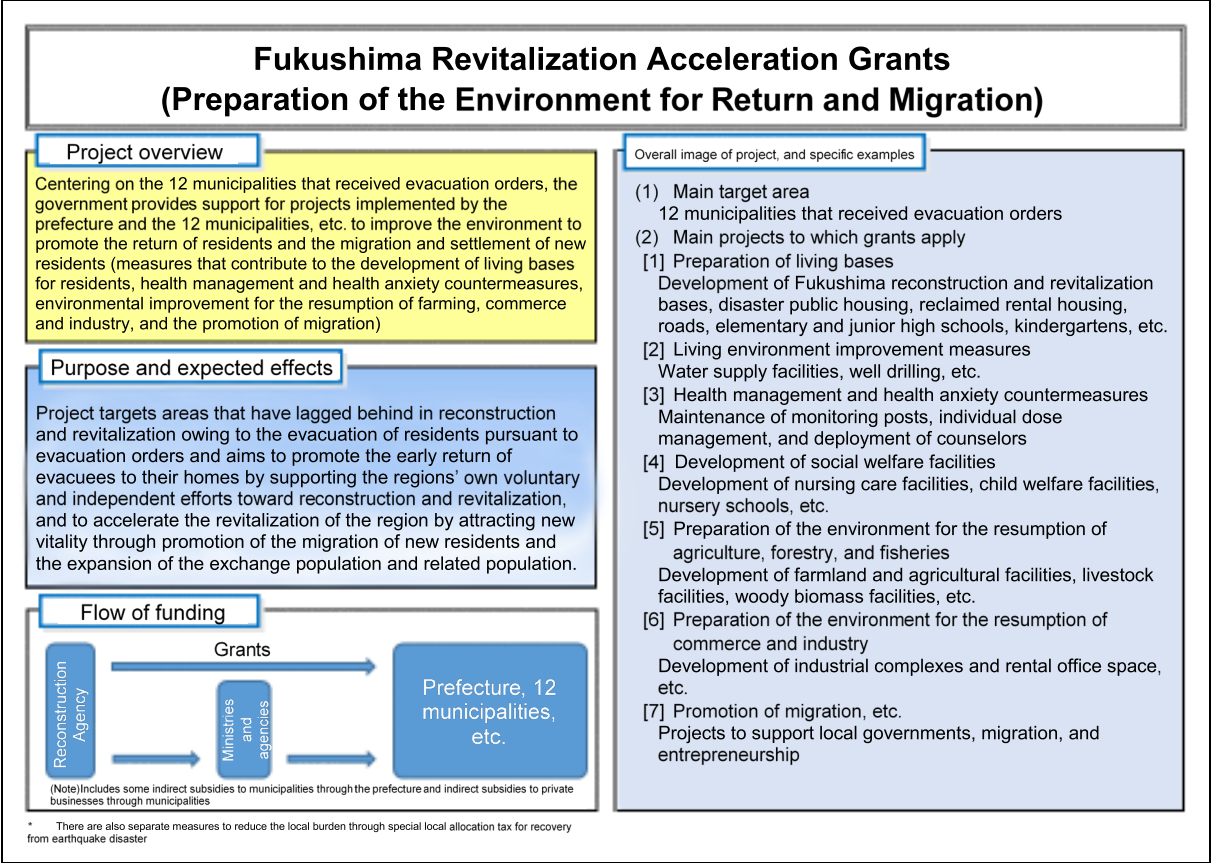 Fukushima Revitalization Acceleration Grants
(Preparation of the Environment for Return and Migration)
Project overview
Centering on the 12 municipalities that received evacuation orders, the
government provides support for projects implemented by the
prefecture and the 12 municipalities, etc. to improve the environment to
promote the return of residents and the migration and settlement of new
residents (measures that contribute to the development of living bases
for residents, health management and health anxiety countermeasures,
environmental improvement for the resumption of farming, commerce
and industry, and the promotion of migration)
Purpose and expected effects
Project targets areas that have lagged behind in reconstruction
and revitalization owing to the evacuation of residents pursuant to
evacuation orders and aims to promote the early return of
evacuees to their homes by supporting the regions' own voluntary
and independent efforts toward reconstruction and revitalization,
and to accelerate the revitalization of the region by attracting new
vitality through promotion of the migration of new residents and
the expansion of the exchange population and related population.
Flow of funding
Grants
Reconstruction
Agency
Ministries
and
agencies
Prefecture, 12
municipalities,
etc.
(Note)Includes some indirect subsidies to municipalities through the prefecture and indirect subsidies to private
businesses through municipalities
* There are also separate measures to reduce the local burden through special local allocation tax for recovery
from earthquake disaster
Overall image of project, and specific examples
(1) Main target area
12 municipalities that received evacuation orders
(2) Main projects to which grants apply
[1] Preparation of living bases
Development of Fukushima reconstruction and revitalization
bases, disaster public housing, reclaimed rental housing,
roads, elementary and junior high schools, kindergartens, etc.
[2] Living environment improvement measures
Water supply facilities, well drilling, etc.
[3] Health management and health anxiety countermeasures
Maintenance of monitoring posts, individual dose
management, and deployment of counselors
[4] Development of social welfare facilities
Development of nursing care facilities, child welfare facilities,
nursery schools, etc.
[5] Preparation of the environment for the resumption of
agriculture, forestry, and fisheries
Development of farmland and agricultural facilities, livestock
facilities, woody biomass facilities, etc.
[6] Preparation of the environment for the resumption of
commerce and industry
Development of industrial complexes and rental office space,
etc.
[7] Promotion of migration, etc.
Projects to support local governments, migration, and
entrepreneurship